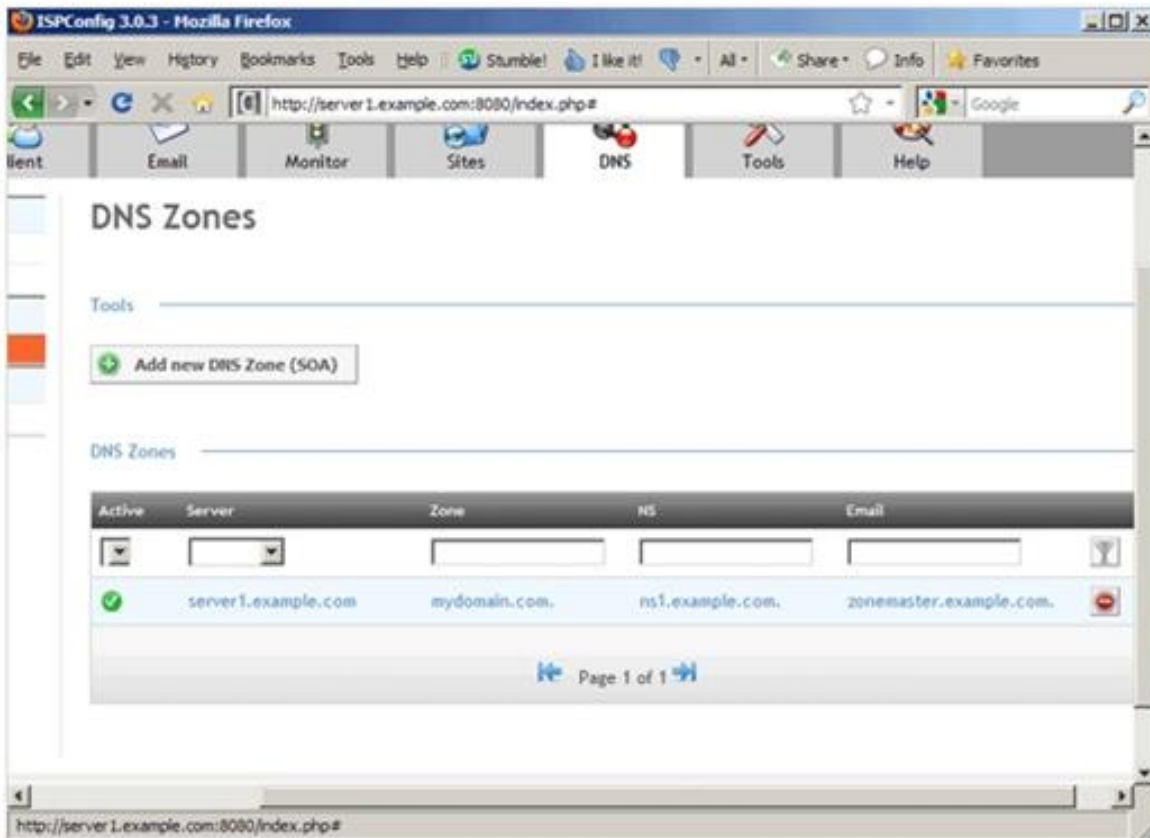 ISPConfig 3.0.3 - Mozilla Firefox
File Edit View History Bookmarks Tools Help Stumble! I like it! All Share Info Favorites
http://server1.example.com:8080/index.php# Google
lient Email Monitor Sites DNS Tools Help
DNS Zones
Tools
Add new DNS Zone (SOA)
DNS Zones
Active Server Zone NS Email
server1.example.com mydomain.com. ns1.example.com. zonemaster.example.com.
Page 1 of 1
http://server1.example.com:8080/index.php#